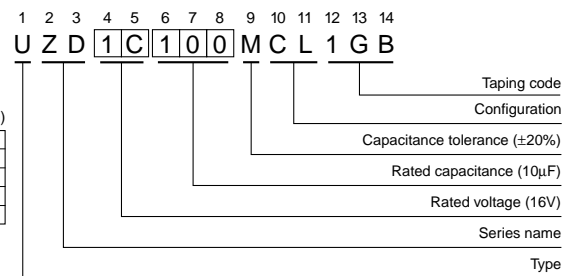 1 2 3 4 5 6 7 8 9 10 11 12 13 14
U Z D 1 C 1 0 0 M C L 1 G B
)
Taping code
Configuration
Capacitance tolerance (±20%)
Rated capacitance (10µF)
Rated voltage (16V)
Series name
Type